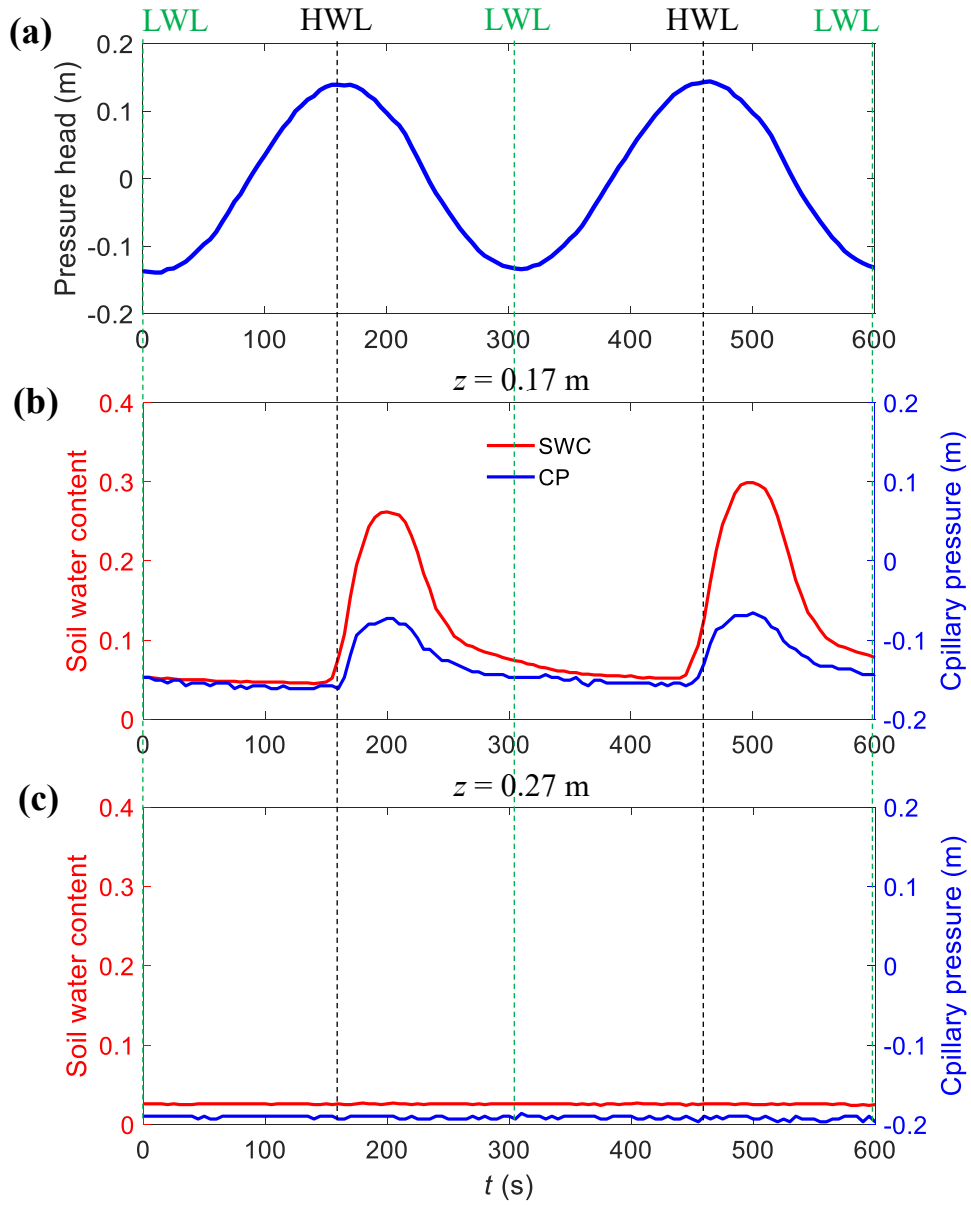 (a)
LWL HWL LWL HWL LWL
Pressure head (m)
0.2
0.1
0
-0.1
-0.2
0 100 200 300 400 500 600
(b)
z = 0.17 m
Soil water content
0.4
0.3
0.2
0.1
0
SWC
CP
0.2
0.1
0
-0.1
-0.2
Cpillary pressure (m)
0 100 200 300 400 500 600
(c)
z = 0.27 m
Soil water content
0.4
0.3
0.2
0.1
0
0.2
0.1
0
-0.1
-0.2
Cpillary pressure (m)
0 100 200 300 400 500 600
t (s)